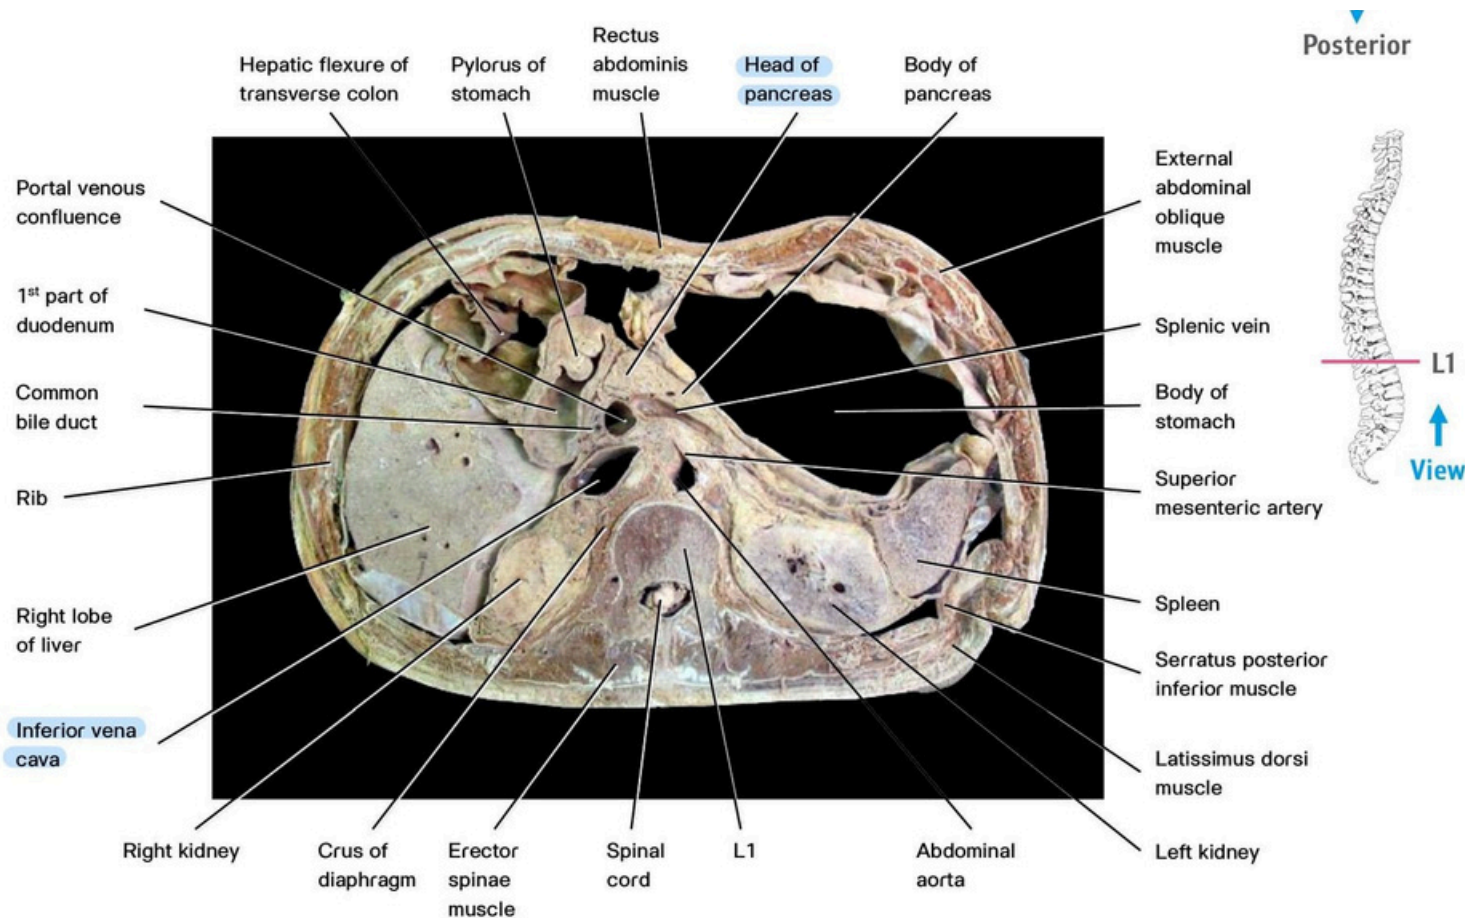 Posterior
Rectus
abdominis
muscle
Hepatic flexure of
transverse colon
Pylorus of
stomach
Head of
pancreas
Body of
pancreas
Portal venous
confluence
1st part of
duodenum
Common
bile duct
Rib
Right lobe
of liver
Inferior vena
cava
External
abdominal
oblique
muscle
Splenic vein
Body of
stomach
Superior
mesenteric artery
Spleen
Serratus posterior
inferior muscle
Latissimus dorsi
muscle
Left kidney
L1
View
Right kidney
Crus of
diaphragm
Erector
spinae
muscle
Spinal
cord
L1
Abdominal
aorta